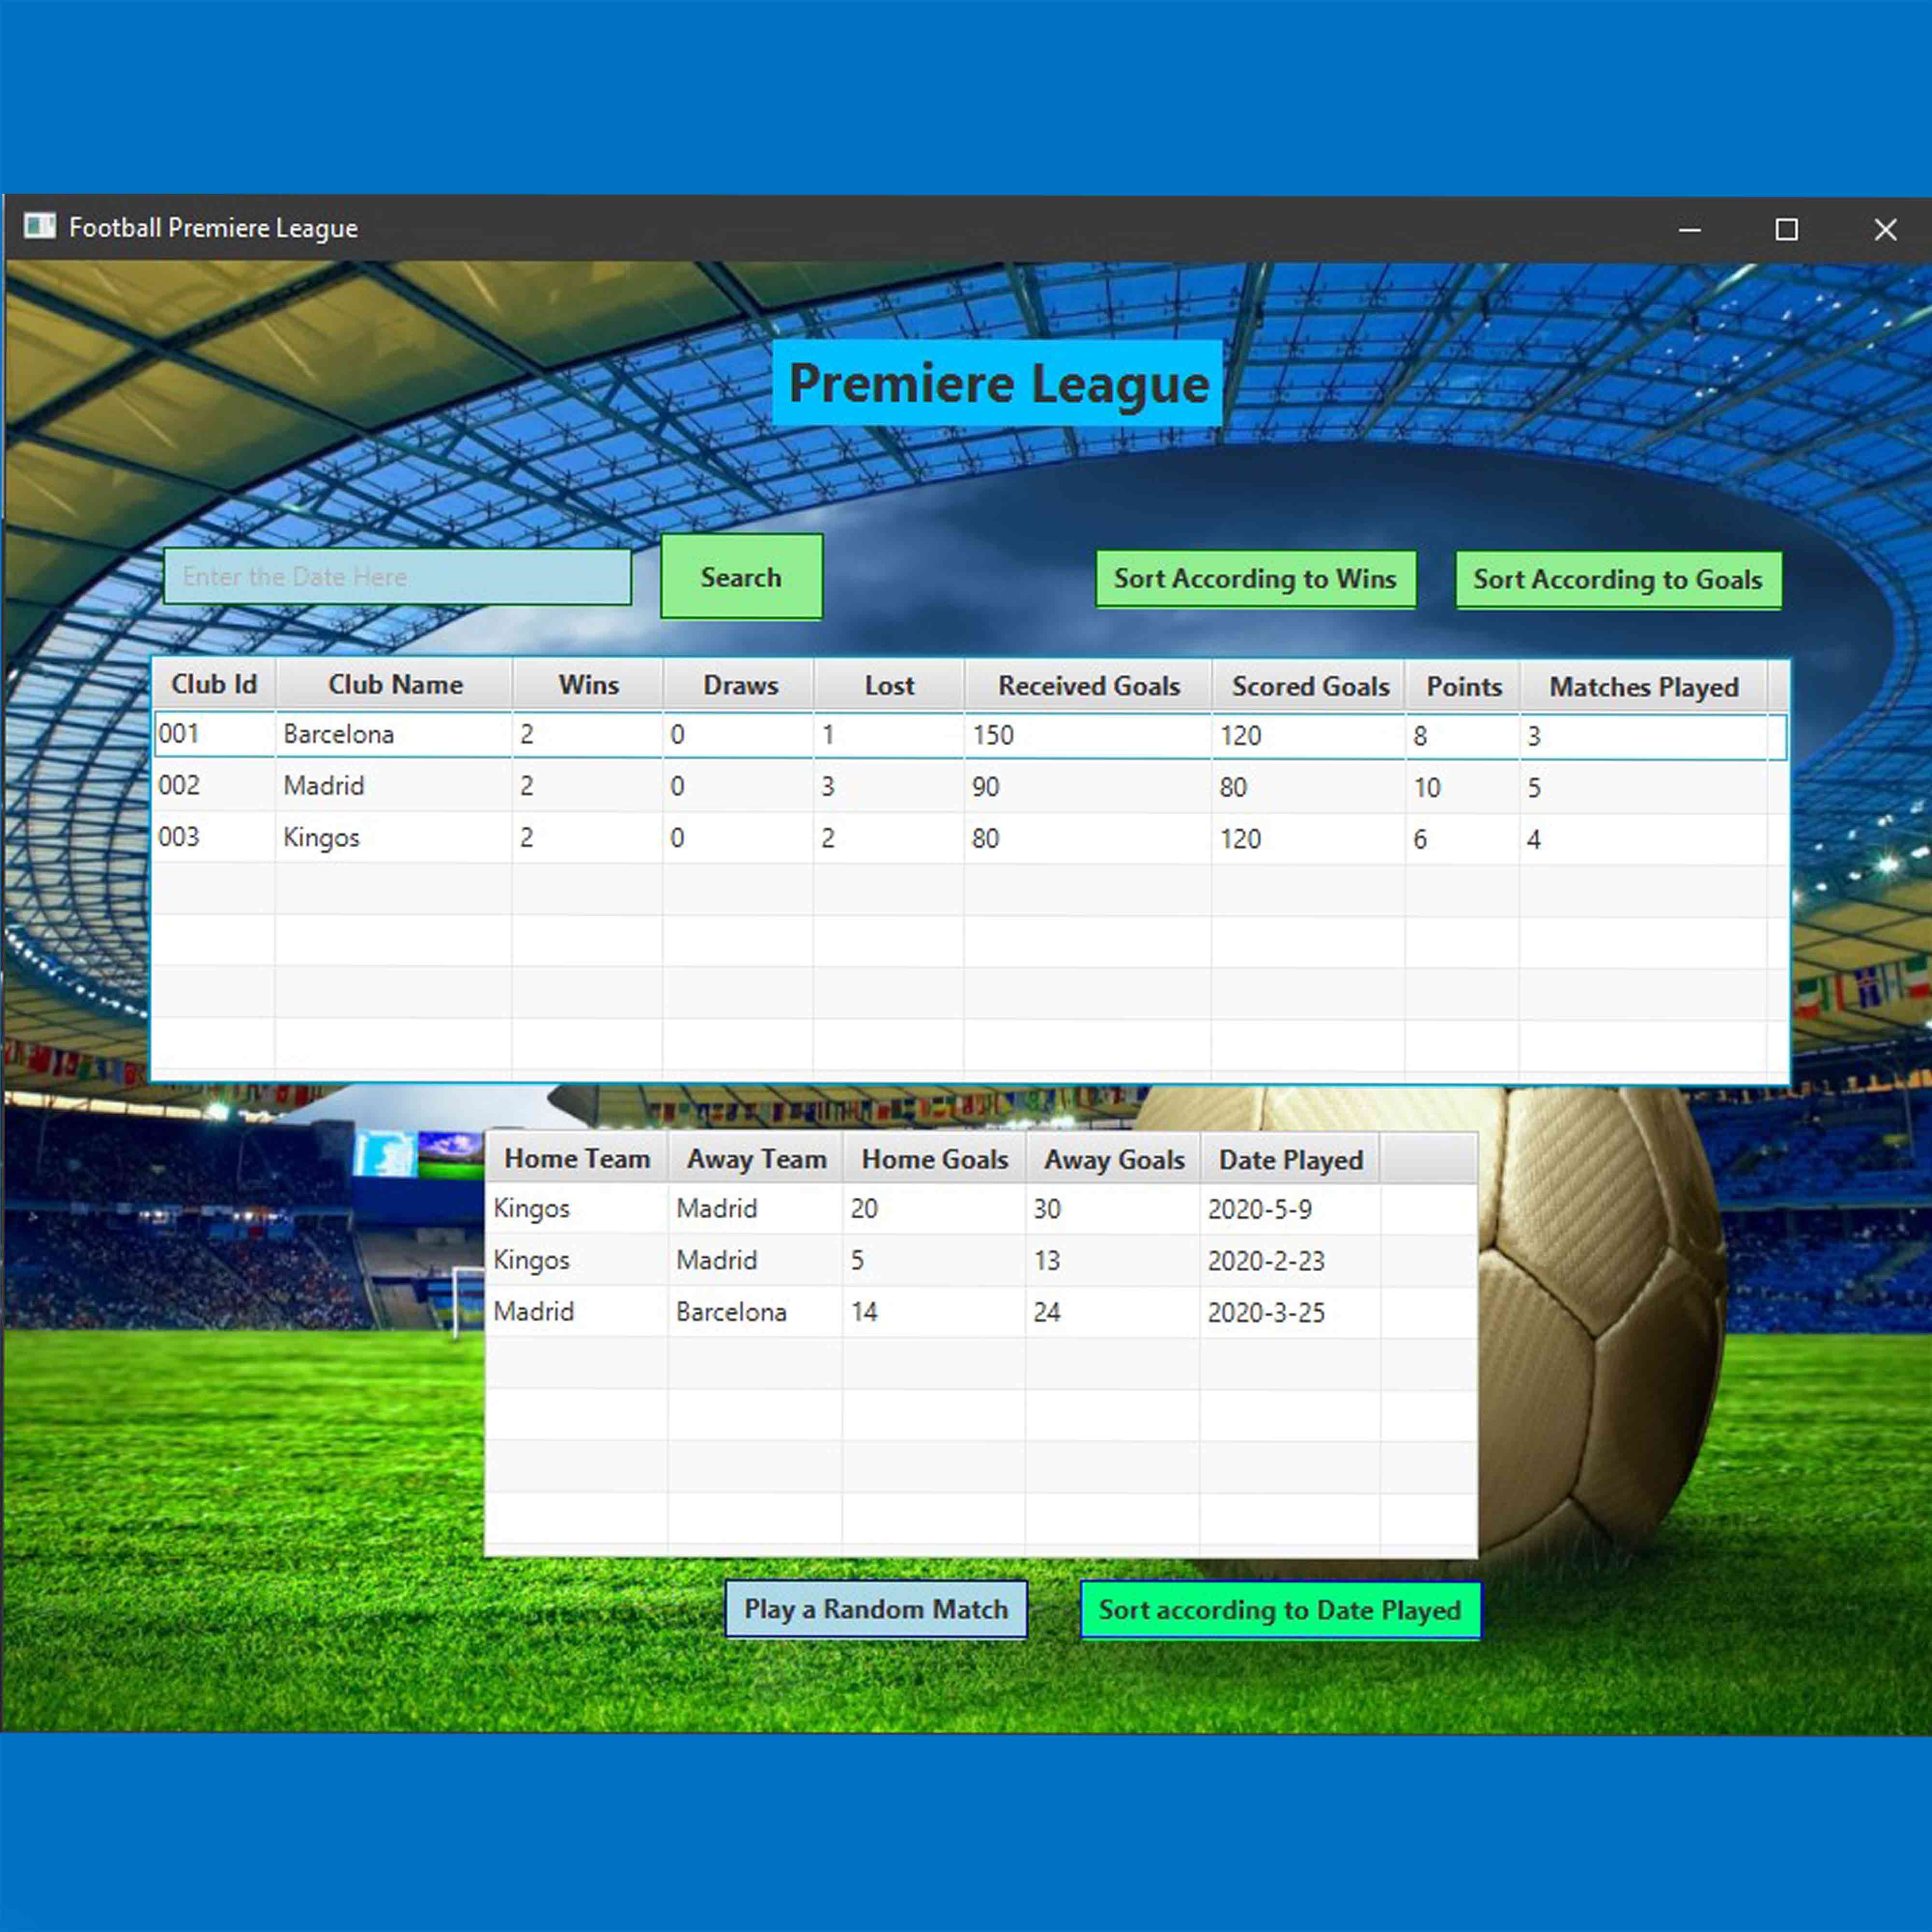 Football Premiere League
Premiere League
Enter the Date Here
Search
Sort According to Wins
Sort According to Goals
Club Id Club Name Wins Draws Lost Received Goals Scored Goals Points Matches Played
001 Barcelona 2 0 1 150 120 8 3
002 Madrid 2 0 3 90 80 10 5
003 Kingos 2 0 2 80 120 6 4
Home Team Away Team Home Goals Away Goals Date Played
Kingos Madrid 20 30 2020-5-9
Kingos Madrid 5 13 2020-2-23
Madrid Barcelona 14 24 2020-3-25
Play a Random Match
Sort according to Date Played